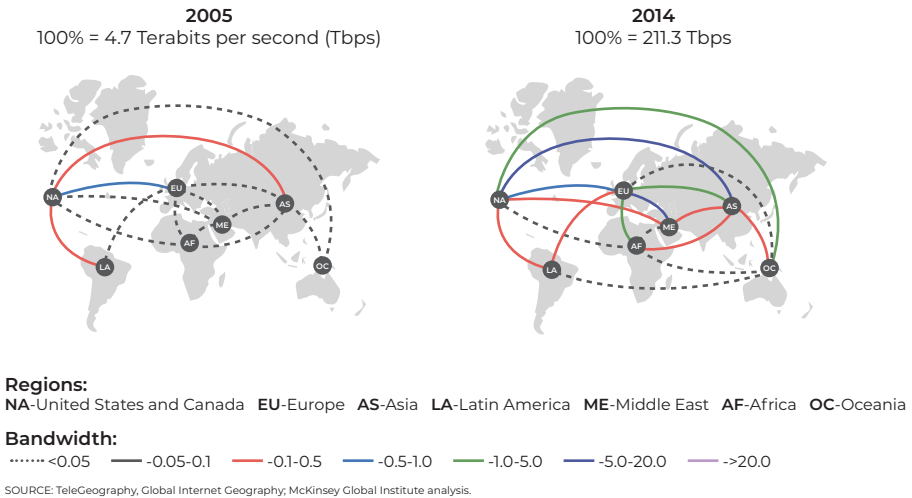 2005
100% = 4.7 Terabits per second (Tbps)
2014
100% = 211.3 Tbps
NA
EU
AS
ME
AF
LA
OC
NA
EU
AS
ME
AF
LA
OC
Regions:
NA-United States and Canada EU-Europe AS-Asia LA-Latin America ME-Middle East AF-Africa OC-Oceania
Bandwidth:
<0.05 -0.05-0.1 -0.1-0.5 -0.5-1.0 -1.0-5.0 -5.0-20.0 ->20.0
SOURCE: TeleGeography, Global Internet Geography; McKinsey Global Institute analysis.